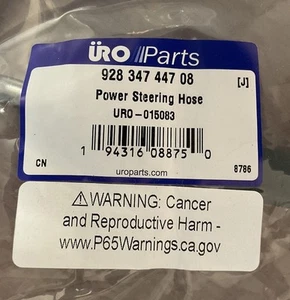 ÜRO Parts
928 347 447 08 [J]
Power Steering Hose
URO-015083
1 94316 08875 0
CN uroparts.com 8786
⚠WARNING: Cancer
and Reproductive Harm -
www.P65Warnings.ca.gov